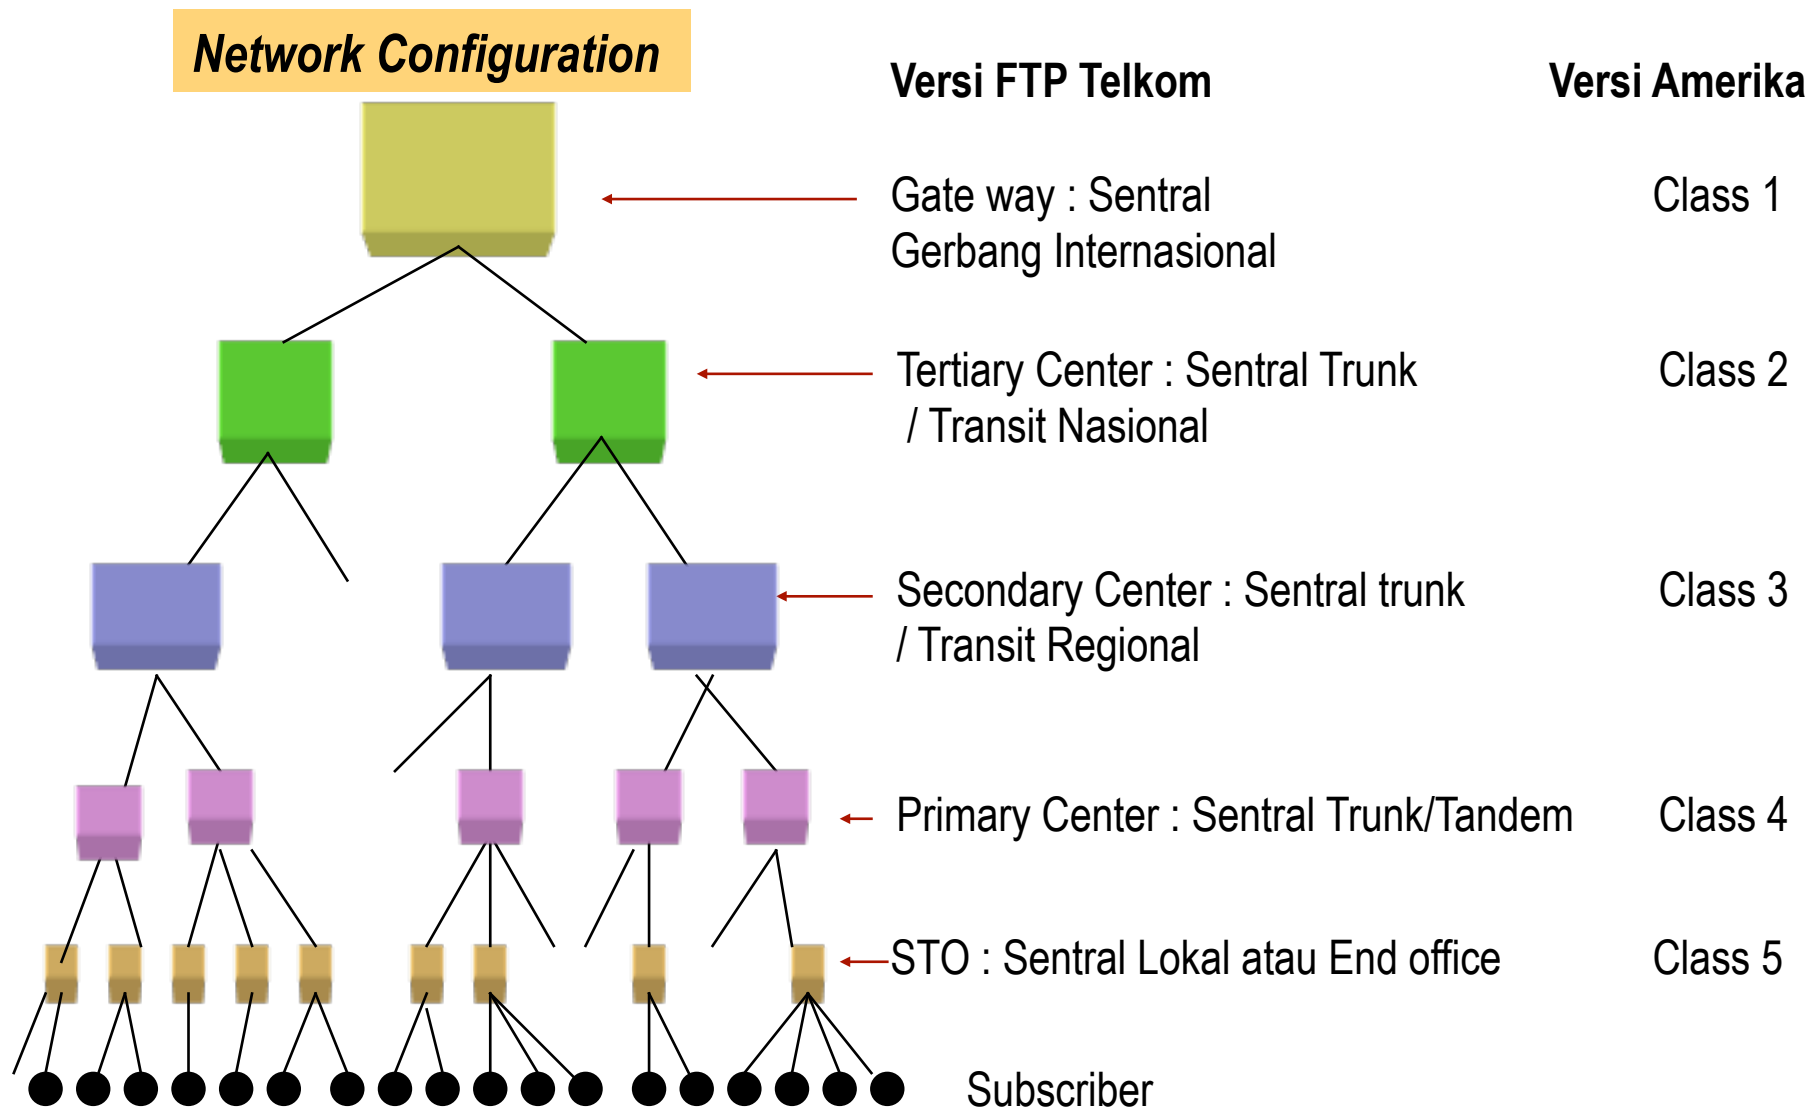 Network Configuration
Versi FTP Telkom
Versi Amerika
Gate way : Sentral
Gerbang Internasional
Class 1
Tertiary Center : Sentral Trunk
/ Transit Nasional
Class 2
Secondary Center : Sentral trunk
/ Transit Regional
Class 3
Primary Center : Sentral Trunk/Tandem
Class 4
STO : Sentral Lokal atau End office
Class 5
Subscriber